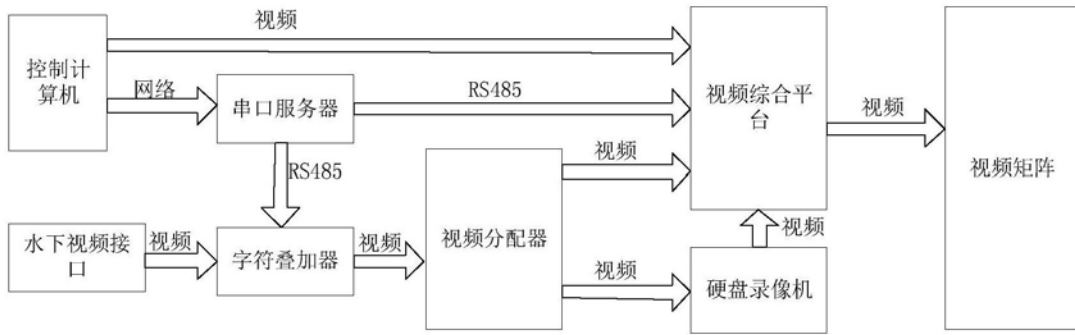 视频
控制计
算机
网络
串口服务器
RS485
视频综合平
台
视频
视频矩阵
RS485
视频
水下视频接
口
视频
字符叠加器
视频
视频分配器
视频
硬盘录像机
视频